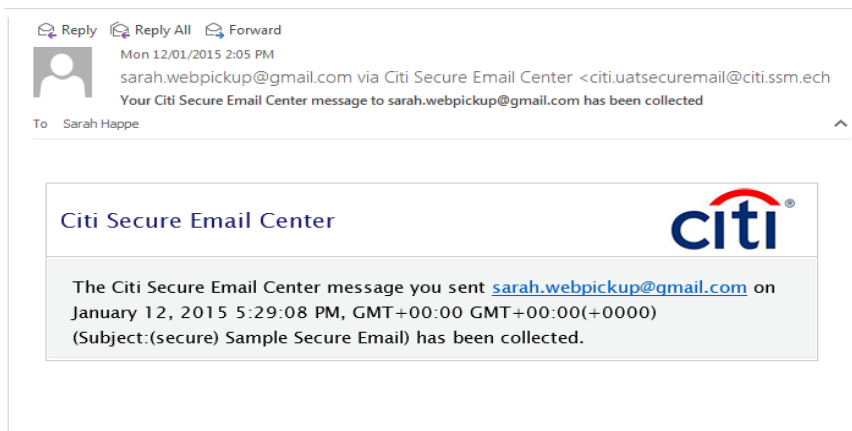 Reply Reply All Forward
Mon 12/01/2015 2:05 PM
sarah.webpickup@gmail.com via Citi Secure Email Center <citi.uatsecuremail@citi.ssm.ech
Your Citi Secure Email Center message to sarah.webpickup@gmail.com has been collected
To Sarah Happe
Citi Secure Email Center
citi®
The Citi Secure Email Center message you sent sarah.webpickup@gmail.com on
January 12, 2015 5:29:08 PM, GMT+00:00 GMT+00:00(+0000)
(Subject:(secure) Sample Secure Email) has been collected.